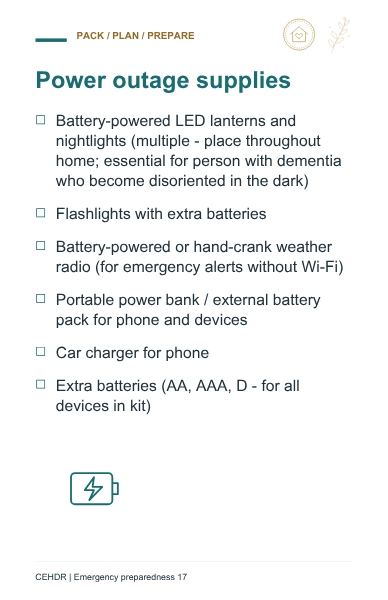 PACK / PLAN / PREPARE
Power outage supplies
Battery-powered LED lanterns and
nightlights (multiple - place throughout
home; essential for person with dementia
who become disoriented in the dark)
Flashlights with extra batteries
Battery-powered or hand-crank weather
radio (for emergency alerts without Wi-Fi)
Portable power bank / external battery
pack for phone and devices
Car charger for phone
Extra batteries (AA, AAA, D - for all
devices in kit)
CEHDR | Emergency preparedness 17